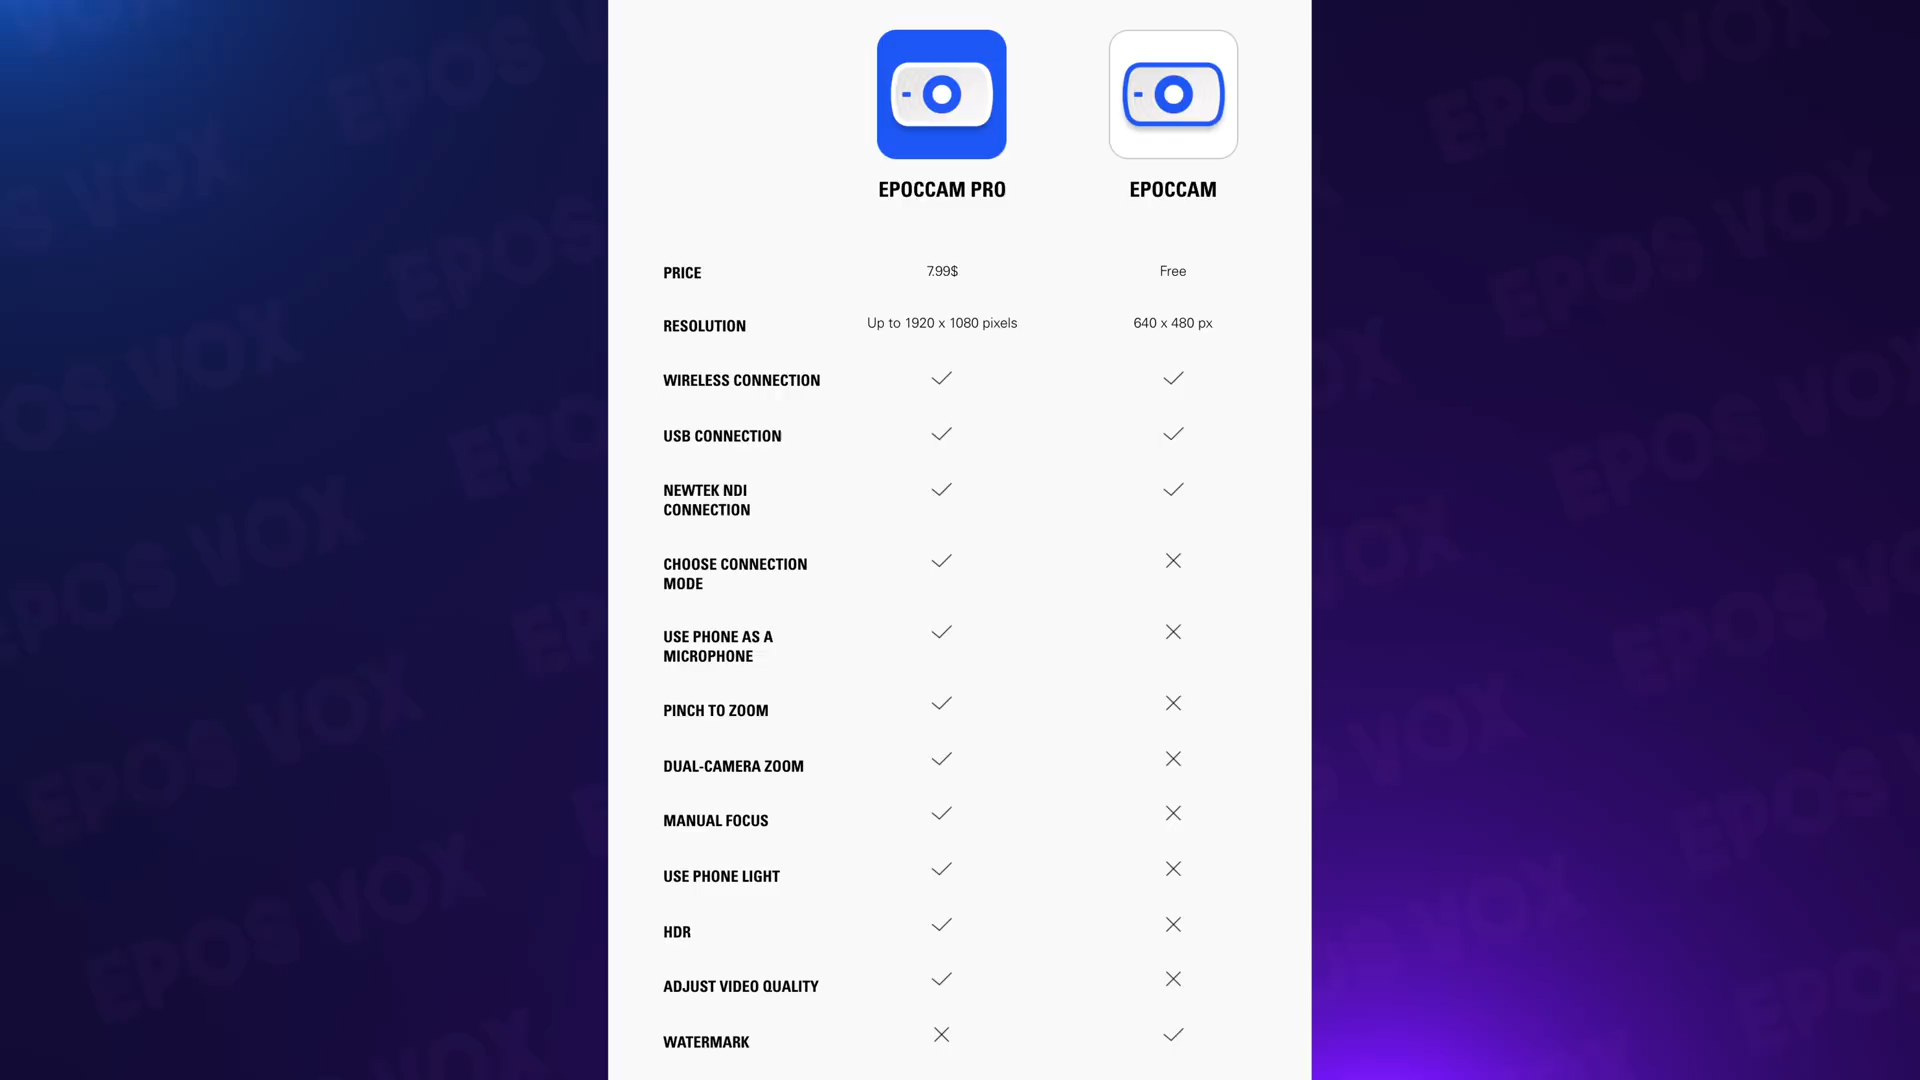 EPOCCAM PRO EPOCCAM
PRICE 7.99$ Free
RESOLUTION Up to 1920 x 1080 pixels 640 x 480 px
WIRELESS CONNECTION
USB CONNECTION
NEWTEK NDI
CONNECTION
CHOOSE CONNECTION
MODE
USE PHONE AS A
MICROPHONE
PINCH TO ZOOM
DUAL-CAMERA ZOOM
MANUAL FOCUS
USE PHONE LIGHT
HDR
ADJUST VIDEO QUALITY
WATERMARK
EPOS VOX